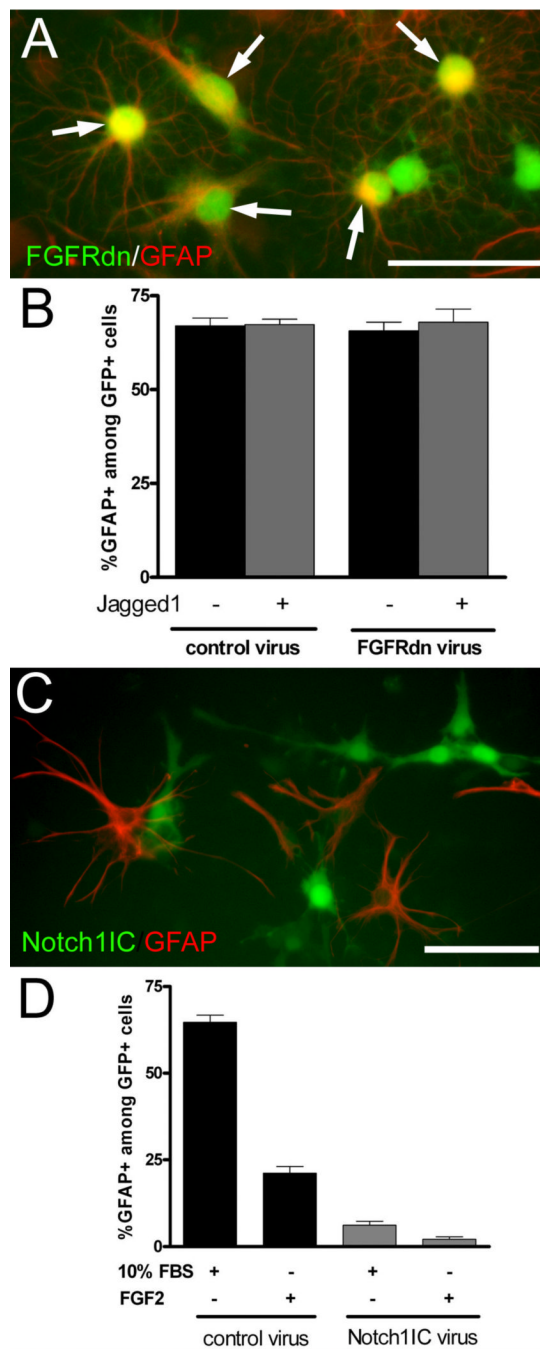 A
FGFRdn/GFAP
B
%GFAP+ among GFP+ cells
75
50
25
0
Jagged1 - + - +
control virus FGFRdn virus
C
Notch1IC GFAP
D
%GFAP+ among GFP+ cells
75
50
25
0
10% FBS + - + -
FGF2 - + - +
control virus Notch1IC virus